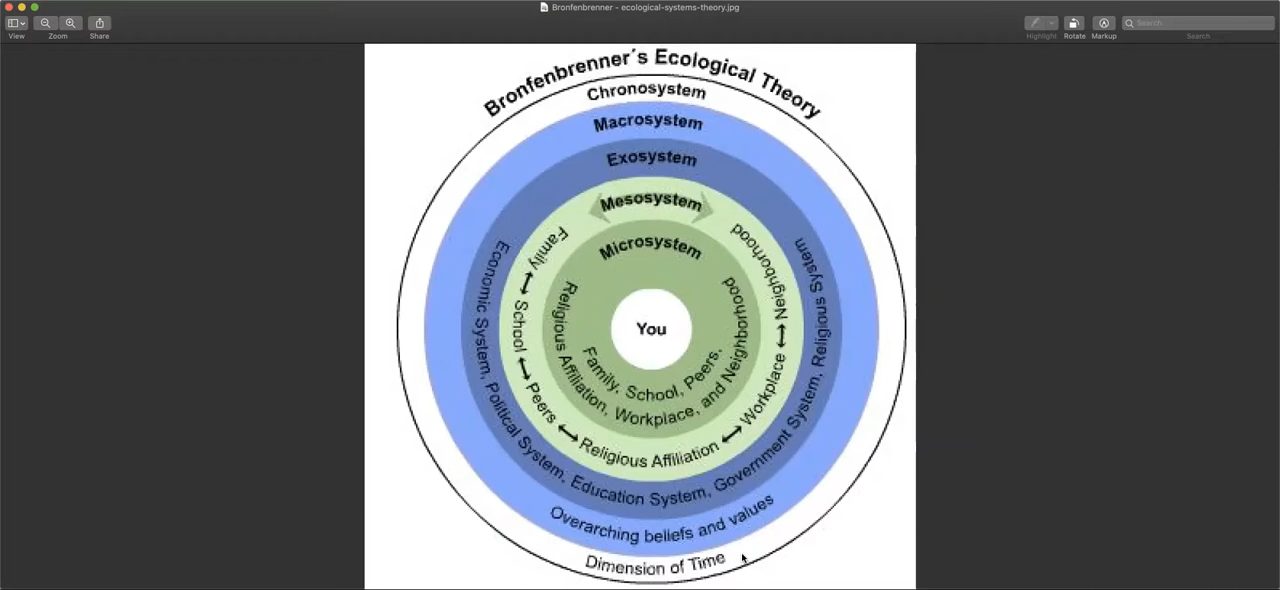 Bronfenbrenner - ecological-systems-theory.jpg
View
Zoom
Share
Highlight
Rotate
Markup
Search
Search
Bronfenbrenner´s Ecological Theory
Chronosystem
Macrosystem
Exosystem
Mesosystem
Microsystem
You
Family, School, Peers,
Religious Affiliation, Workplace, and Neighborhood
Family ↔ School ↔ Peers ↔ Religious Affiliation ↔ Workplace ↔ Neighborhood
Economic System, Political System, Education System, Government System, Religious System
Overarching beliefs and values
Dimension of Time